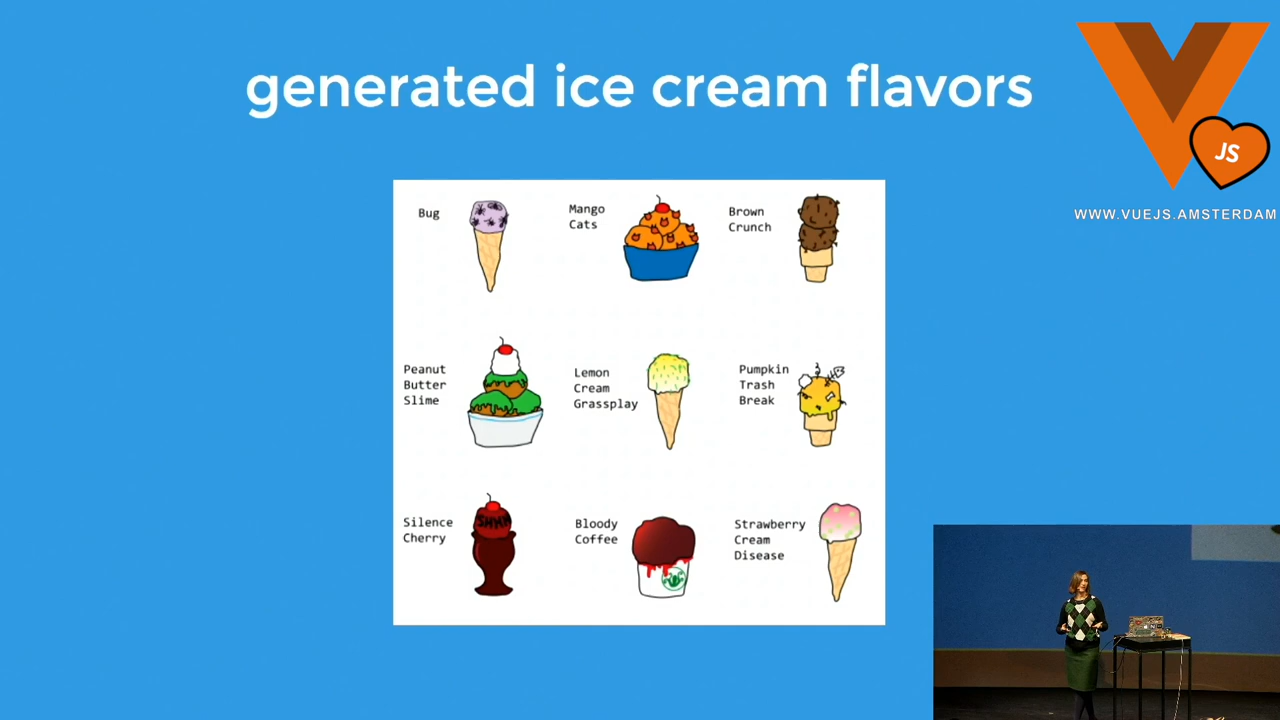 generated ice cream flavors
JS
WWW.VUEJS.AMSTERDAM
Bug
Mango
Cats
Brown
Crunch
Peanut
Butter
Slime
Lemon
Cream
Grassplay
Pumpkin
Trash
Break
Silence
Cherry
SHHH
Bloody
Coffee
Strawberry
Cream
Disease